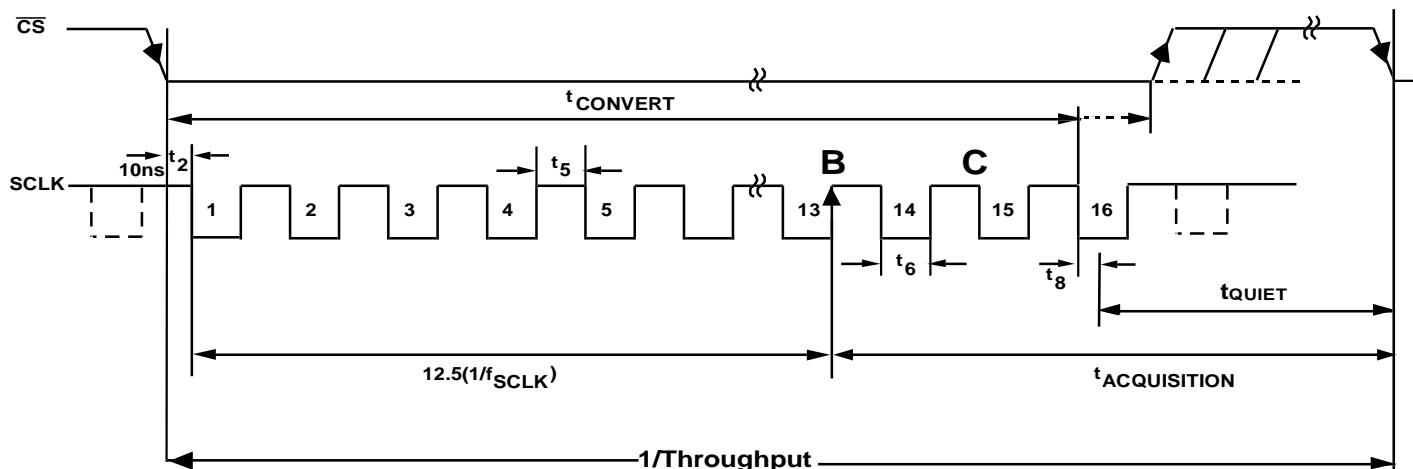 CS
tCONVERT
t2
10ns
t5
B
C
SCLK
1
2
3
4
5
13
14
15
16
t6
t8
tQUIET
12.5(1/fSCLK)
tACQUISITION
1/Throughput